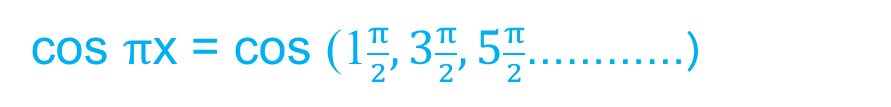 cos πx = cos (1π/2, 3π/2, 5π/2............)